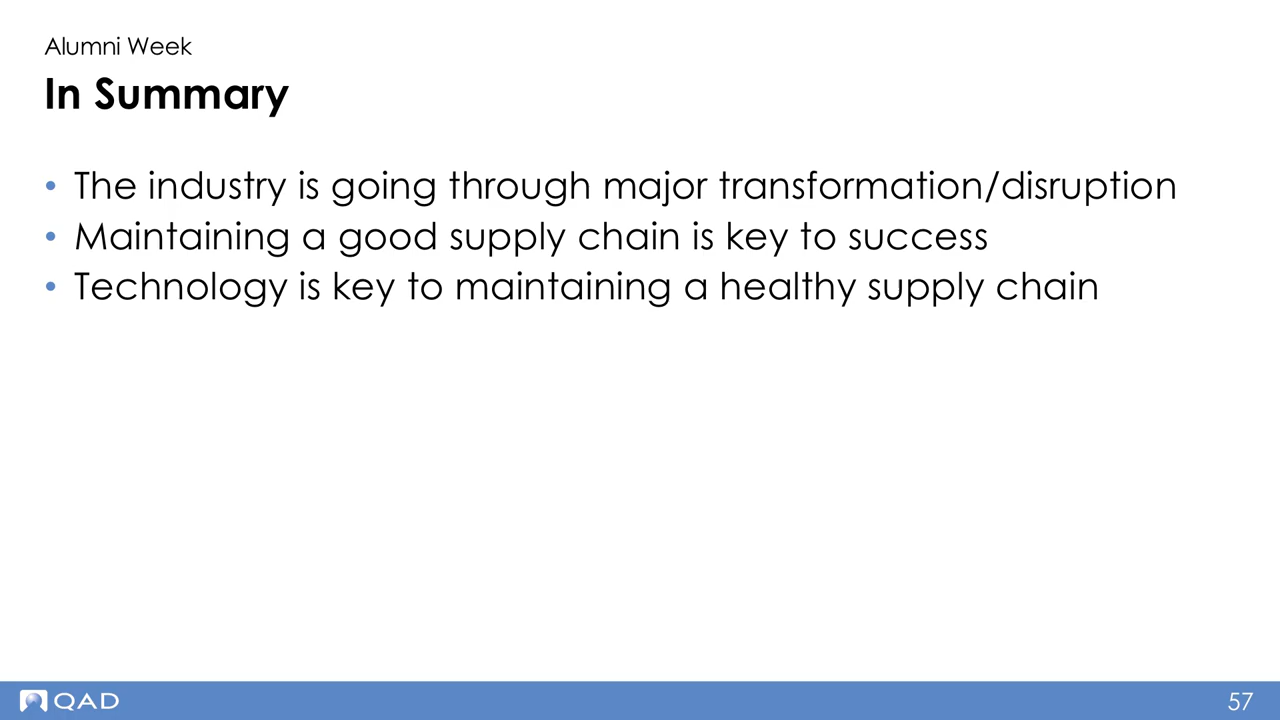 Alumni Week
In Summary
• The industry is going through major transformation/disruption
• Maintaining a good supply chain is key to success
• Technology is key to maintaining a healthy supply chain
QAD
57